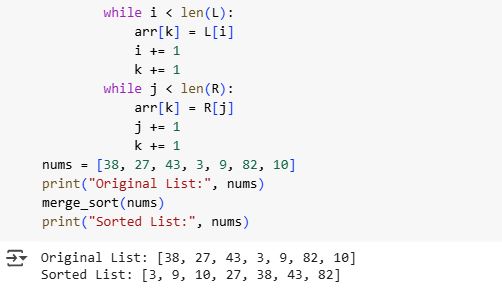 while i < len(L):
arr[k] = L[i]
i += 1
k += 1
while j < len(R):
arr[k] = R[j]
j += 1
k += 1
nums = [38, 27, 43, 3, 9, 82, 10]
print("Original List:", nums)
merge_sort(nums)
print("Sorted List:", nums)
Original List: [38, 27, 43, 3, 9, 82, 10]
Sorted List: [3, 9, 10, 27, 38, 43, 82]